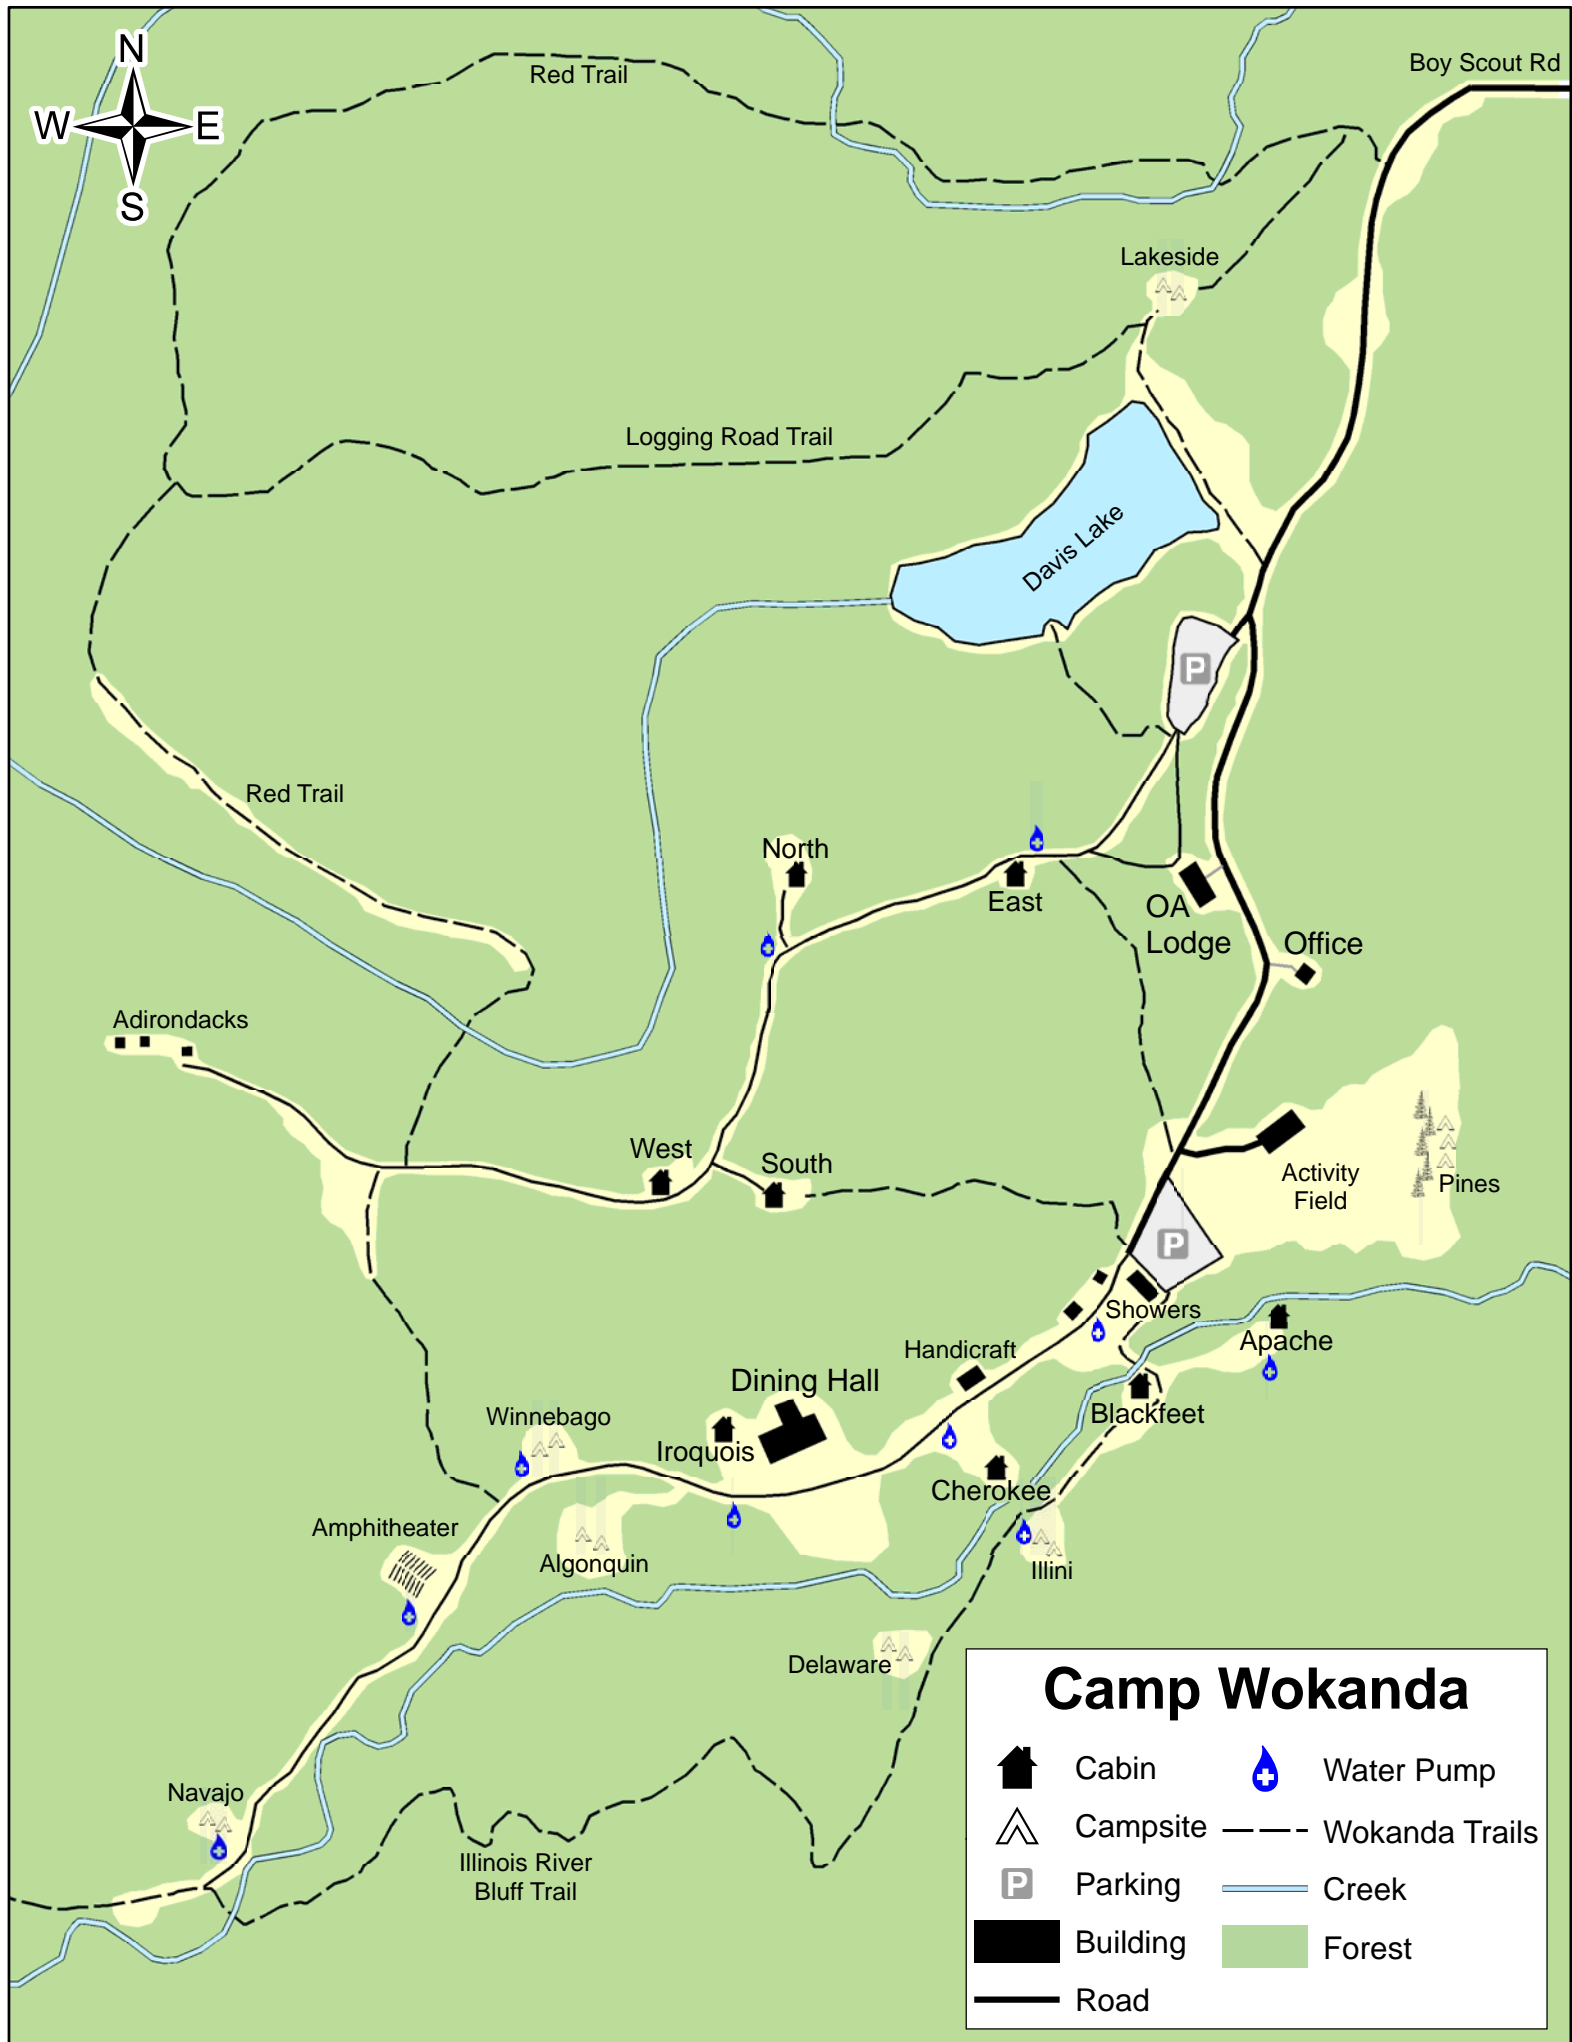 Boy Scout Rd
N
Red Trail
W
E
S
Lakeside
Logging Road Trail
Davis Lake
P
Red Trail
North
East
OA
Lodge
Office
Adirondacks
West
South
Activity
Field
Pines
P
Showers
Apache
Handicraft
Dining Hall
Blackfeet
Winnebago
Iroquois
Cherokee
Amphitheater
Algonquin
Illini
Delaware
Navajo
Illinois River
Bluff Trail
Camp Wokanda
Cabin
Water Pump
Campsite
Wokanda Trails
P
Parking
Creek
Building
Forest
Road